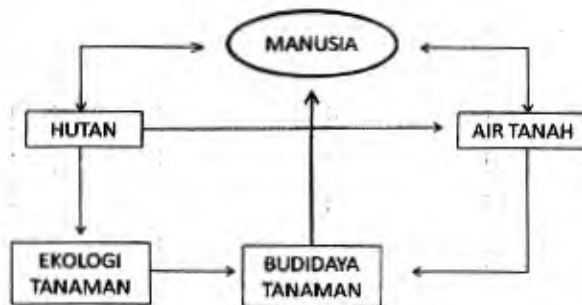 MANUSIA
HUTAN
AIR TANAH
EKOLOGI
TANAMAN
BUDIDAYA
TANAMAN